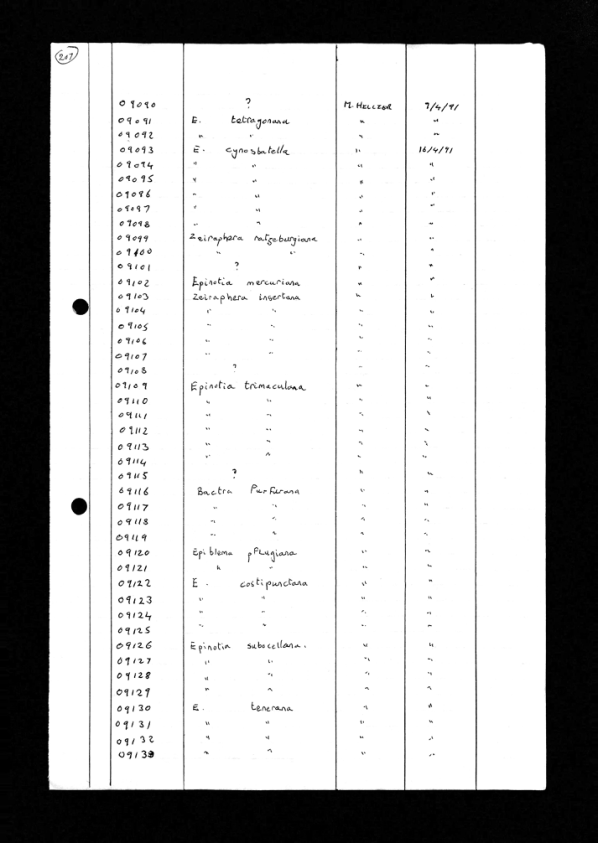 207
09090 ? M. HELLZER 7/4/91
09091 E. tetragonana " "
09092 " " " "
09093 E. cynosbatella " 16/4/91
09094 " " " "
09095 " " " "
09096 " " " "
09097 " " " "
09098 " " " "
09099 Zeiraphera ratzeburgiana " "
09100 " " " "
09101 ? " "
09102 Epinotia mercuriana " "
09103 Zeiraphera insertana " "
09104 " " " "
09105 " " " "
09106 " " " "
09107 " " " "
09108 ? " "
09109 Epinotia trimaculana " "
09110 " " " "
09111 " " " "
09112 " " " "
09113 " " " "
09114 " " " "
09115 ? " "
09116 Bactra Furfurana " "
09117 " " " "
09118 " " " "
09119 " " " "
09120 Epiblema pflugiana " "
09121 " " " "
09122 E. costipunctana " "
09123 " " " "
09124 " " " "
09125 " " " "
09126 Epinotia subocellana. " "
09127 " " " "
09128 " " " "
09129 " " " "
09130 E. tenerana " "
09131 " " " "
09132 " " " "
09133 " " " "